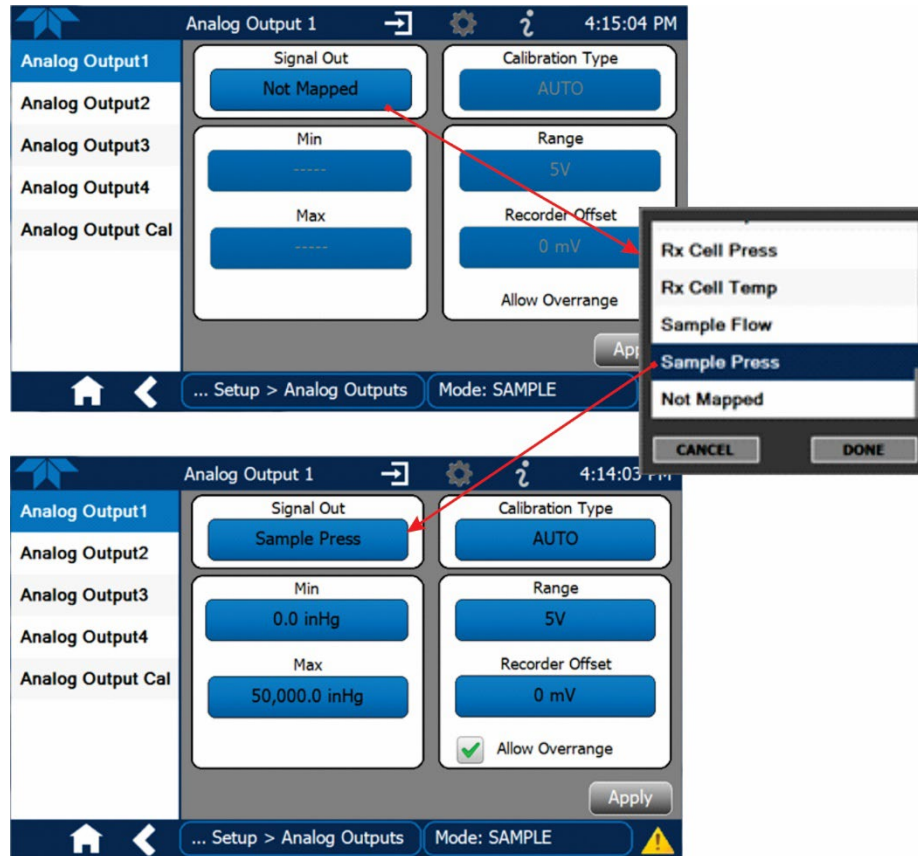 Analog Output 1
4:15:04 PM
Analog Output1
Analog Output2
Analog Output3
Analog Output4
Analog Output Cal
Signal Out
Not Mapped
Min
-----
Max
-----
Calibration Type
AUTO
Range
5V
Recorder Offset
0 mV
Allow Overrange
... Setup > Analog Outputs
Mode: SAMPLE
Rx Cell Press
Rx Cell Temp
Sample Flow
Sample Press
Not Mapped
CANCEL
DONE
Analog Output 1
4:14:03
Analog Output1
Analog Output2
Analog Output3
Analog Output4
Analog Output Cal
Signal Out
Sample Press
Min
0.0 inHg
Max
50,000.0 inHg
Calibration Type
AUTO
Range
5V
Recorder Offset
0 mV
Allow Overrange
Apply
... Setup > Analog Outputs
Mode: SAMPLE